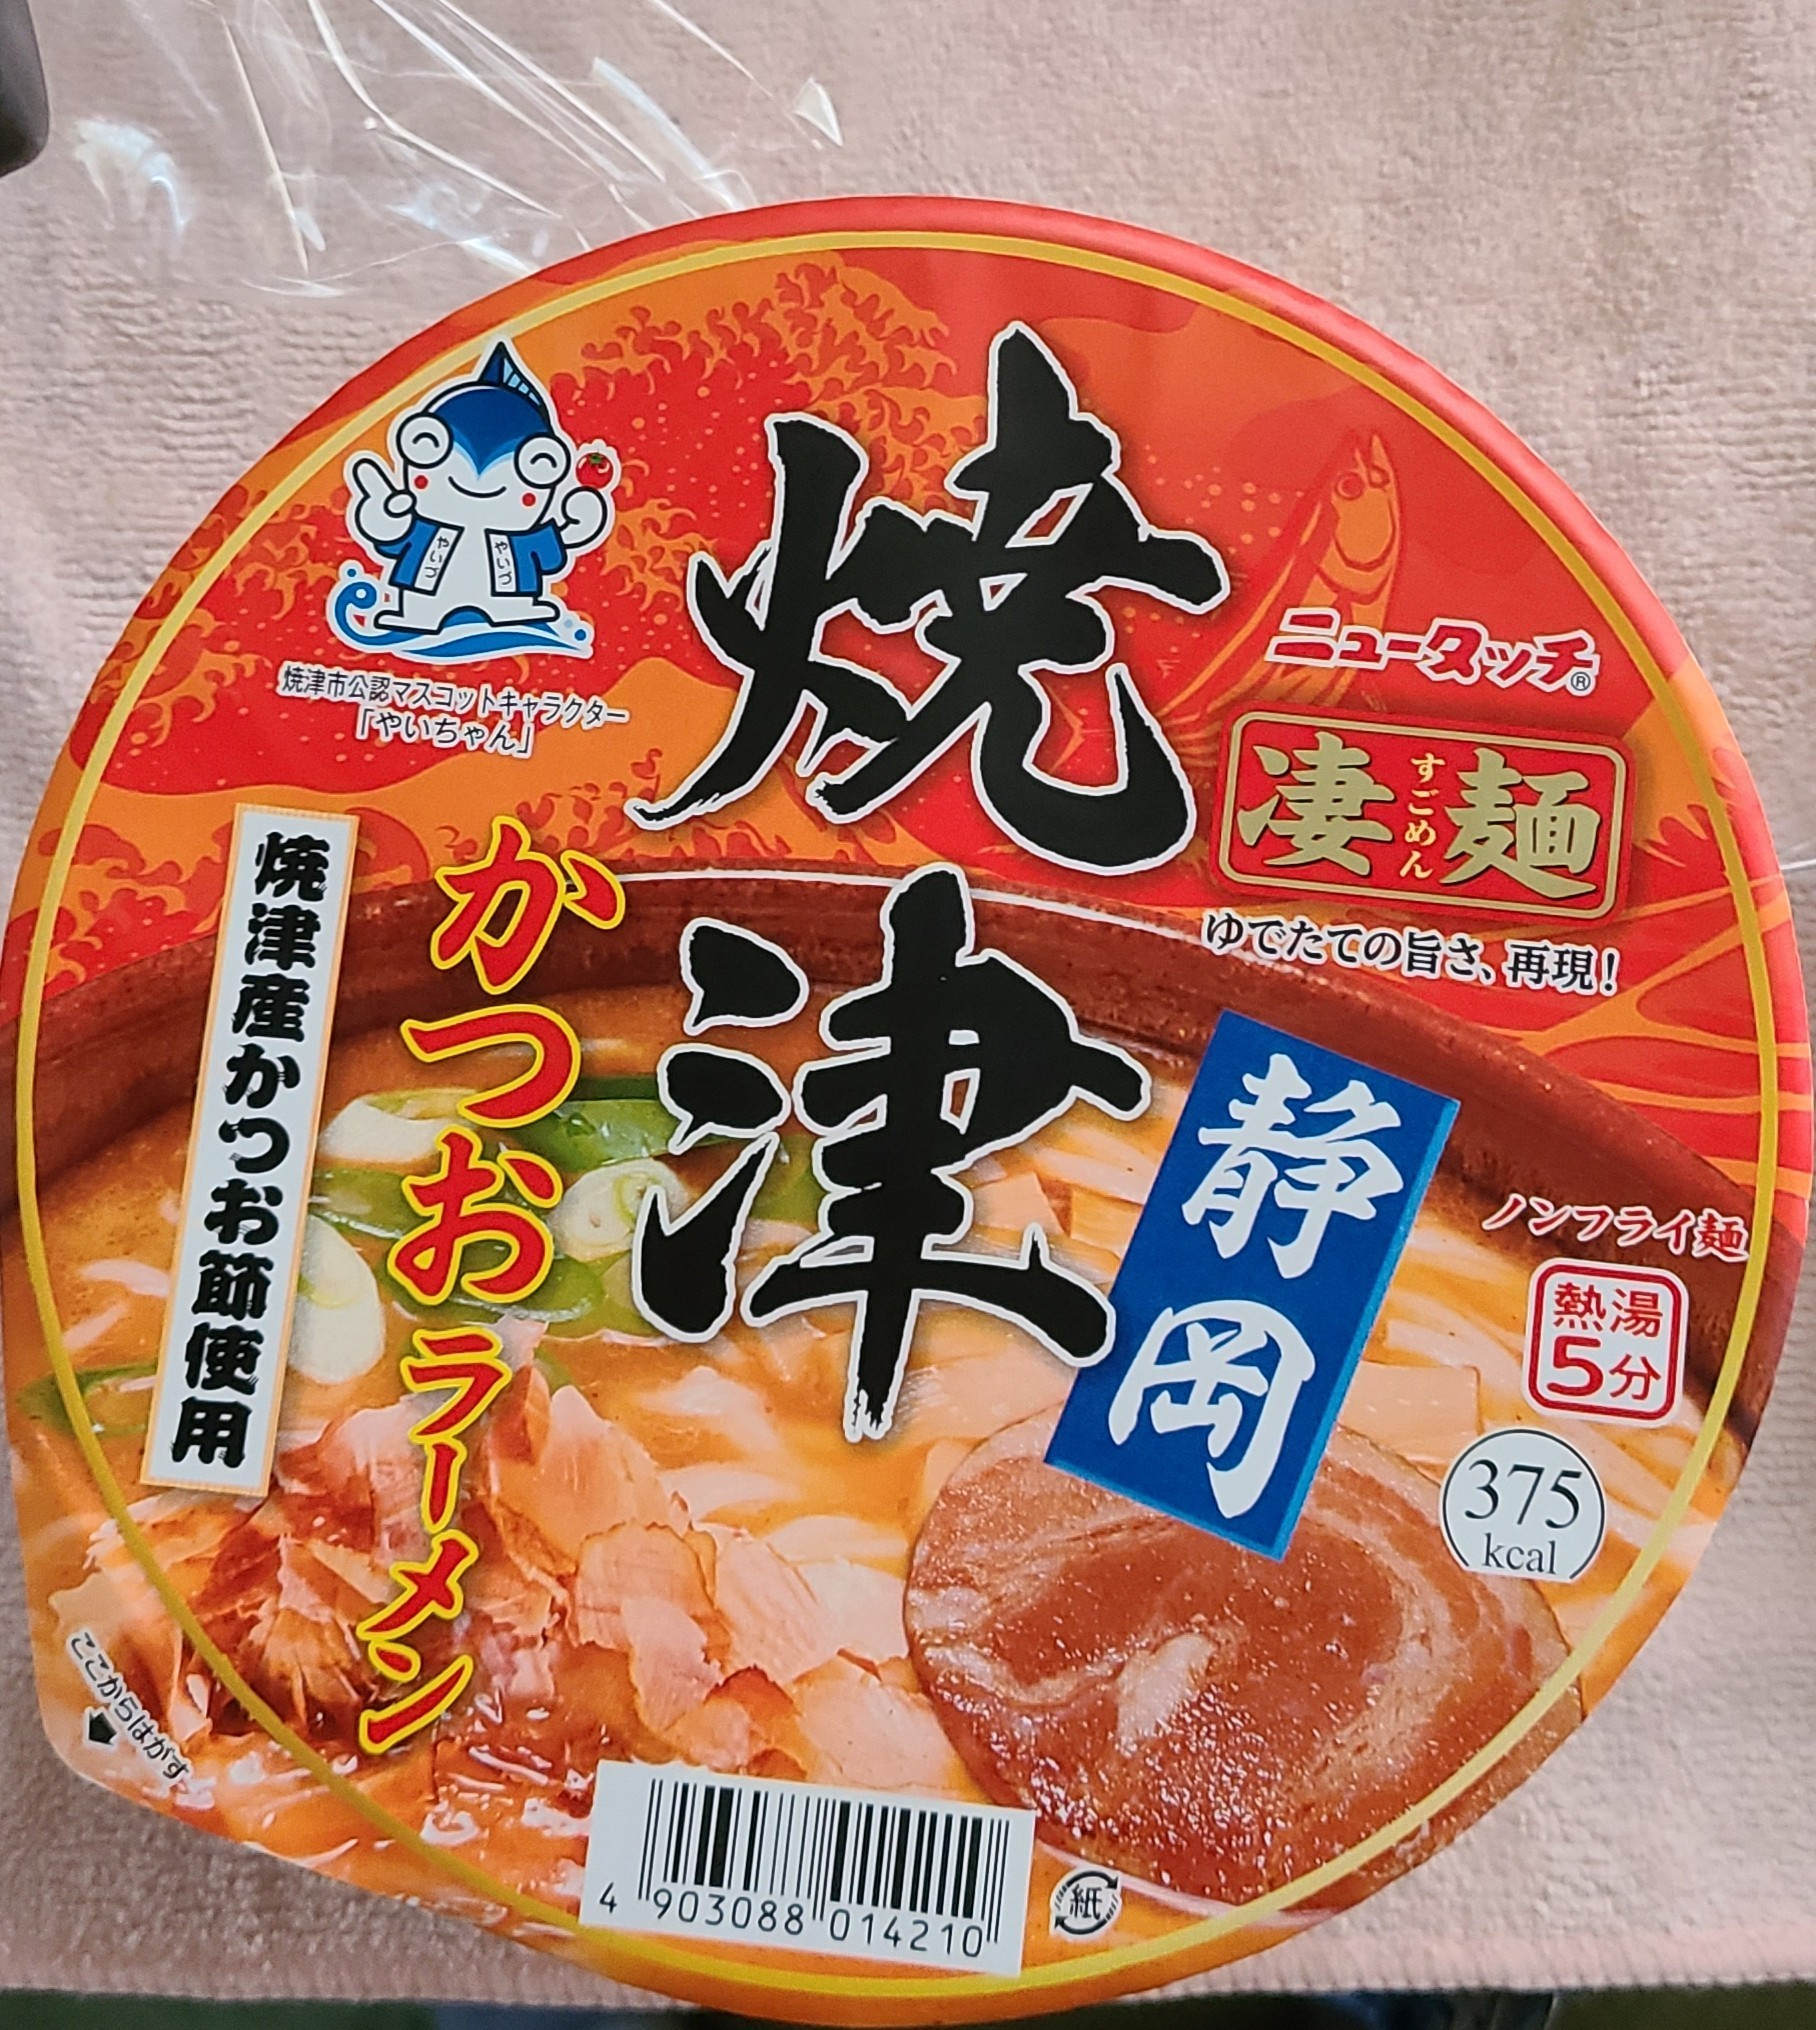 やいづ
やいづ
焼津市公認マスコットキャラクター
「やいちゃん」
焼津
ニュータッチ®
凄麺
すごめん
ゆでたての旨さ、再現！
静岡
かつおラーメン
焼津産かつお節使用
ノンフライ麺
熱湯
5分
375
kcal
ここからはがす
4 903088 014210
紙